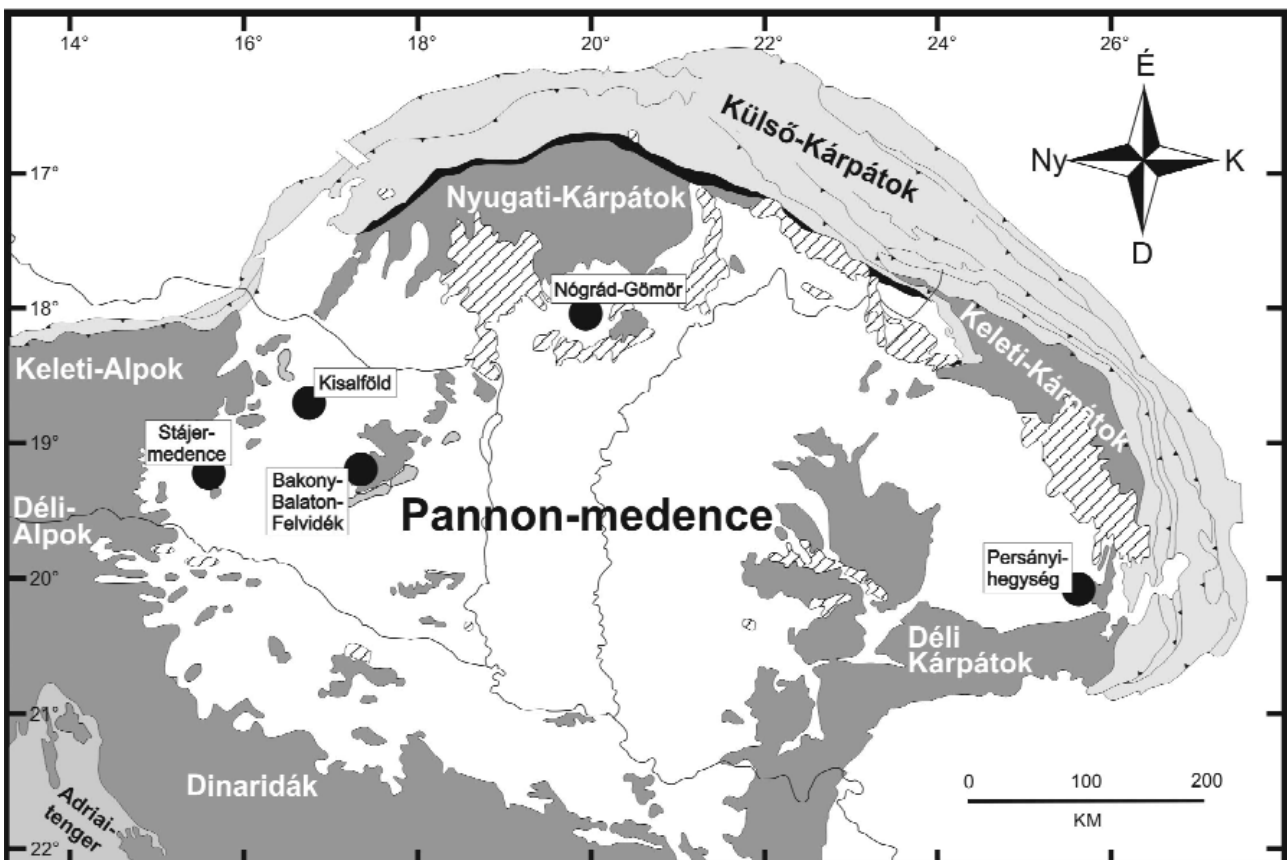 14° 16° 18° 20° 22° 24° 26°
É
Ny K
D
Külső-Kárpátok
17°
Nyugati-Kárpátok
Nógrád-Gömör
18°
Keleti-Kárpátok
Keleti-Alpok
Kisalföld
19°
Stájer-
medence
Bakony-
Balaton-
Felvidék
Déli-
Alpok
Pannon-medence
Persányi-
hegység
20°
Déli
Kárpátok
21°
Dinaridák
Adriai-
tenger
0 100 200
KM
22°